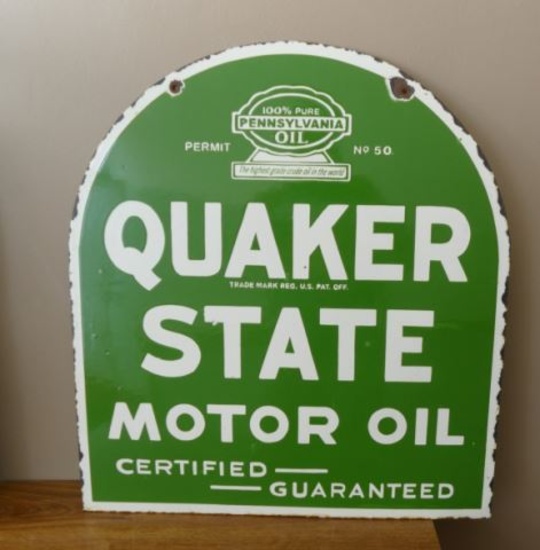 100% PURE
PENNSYLVANIA
OIL
PERMIT Nº 50
The highest grade crude oil in the world
QUAKER
TRADE MARK REG. U.S. PAT. OFF.
STATE
MOTOR OIL
CERTIFIED
GUARANTEED